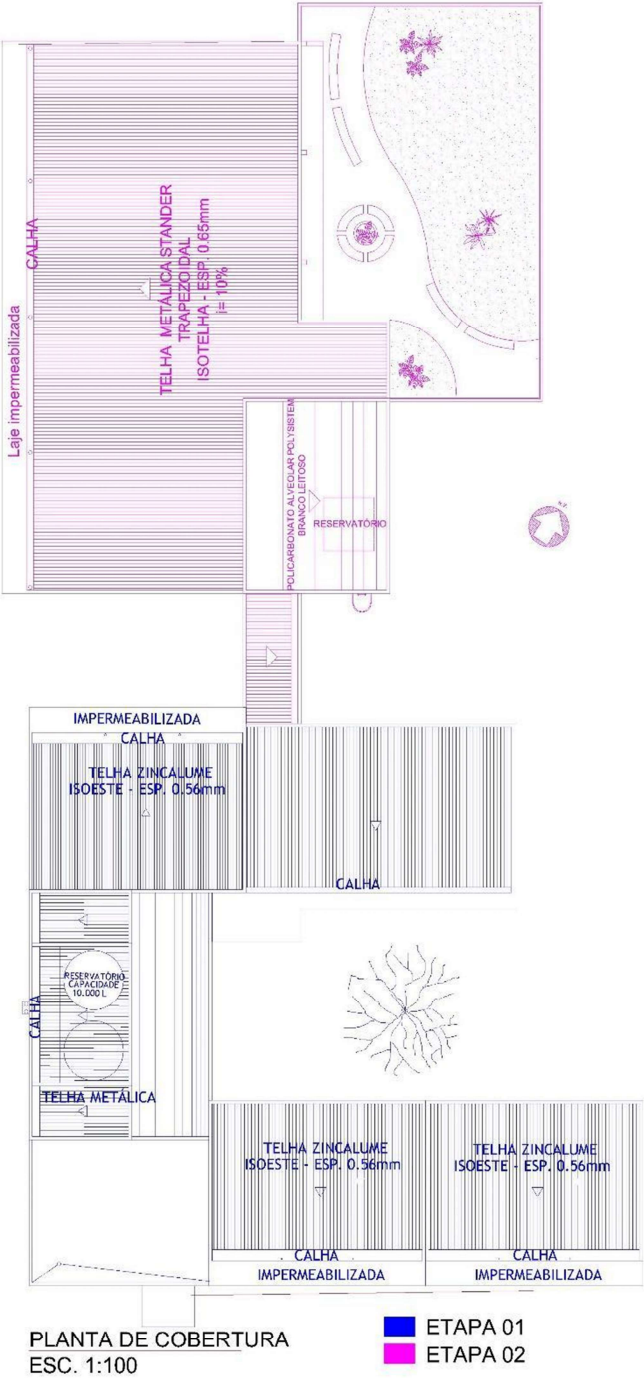 Laje impermeabilizada
CALHA
TELHA METÁLICA STANDER
TRAPEZOIDAL
ISOTELHA - ESP. 0.65mm
i= 10%
POLICARBONATO ALVEOLAR POLYSISTEM
BRANCO LEITOSO
RESERVATÓRIO
IMPERMEABILIZADA
CALHA
TELHA ZINCALUME
ISOESTE - ESP. 0.56mm
CALHA
RESERVATÓRIO
CAPACIDADE
10.000 L
CALHA
TELHA METÁLICA
TELHA ZINCALUME
ISOESTE - ESP. 0.56mm
CALHA
IMPERMEABILIZADA
TELHA ZINCALUME
ISOESTE - ESP. 0.56mm
CALHA
IMPERMEABILIZADA
PLANTA DE COBERTURA
ESC. 1:100
ETAPA 01
ETAPA 02